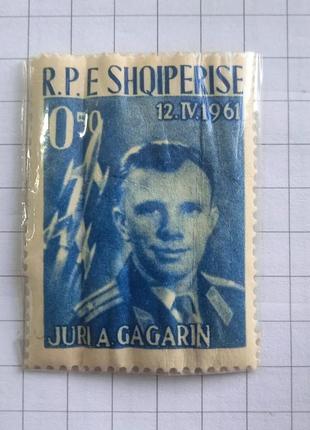 R.P.E SHQIPERISE
12.IV.1961
0.50
JURI A. GAGARIN